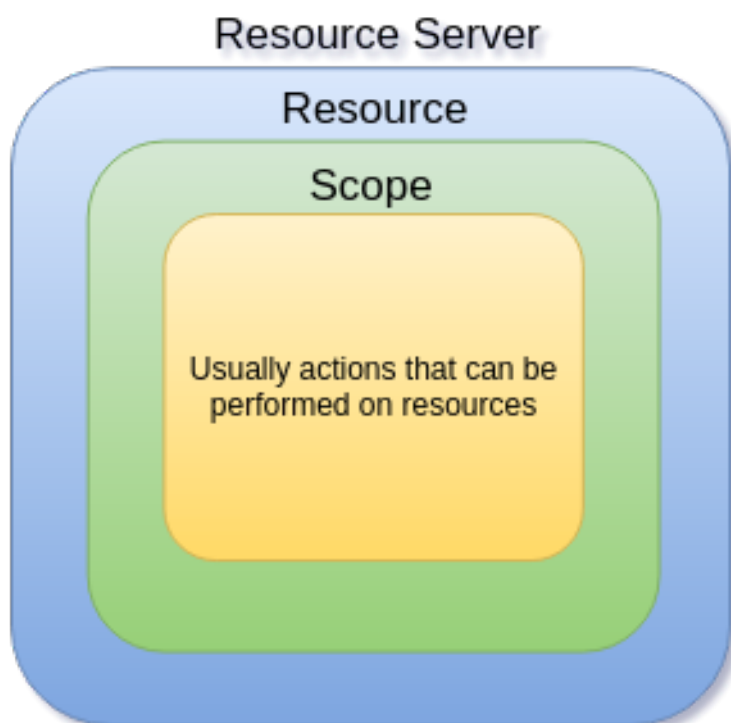 Resource Server
Resource
Scope
Usually actions that can be
performed on resources